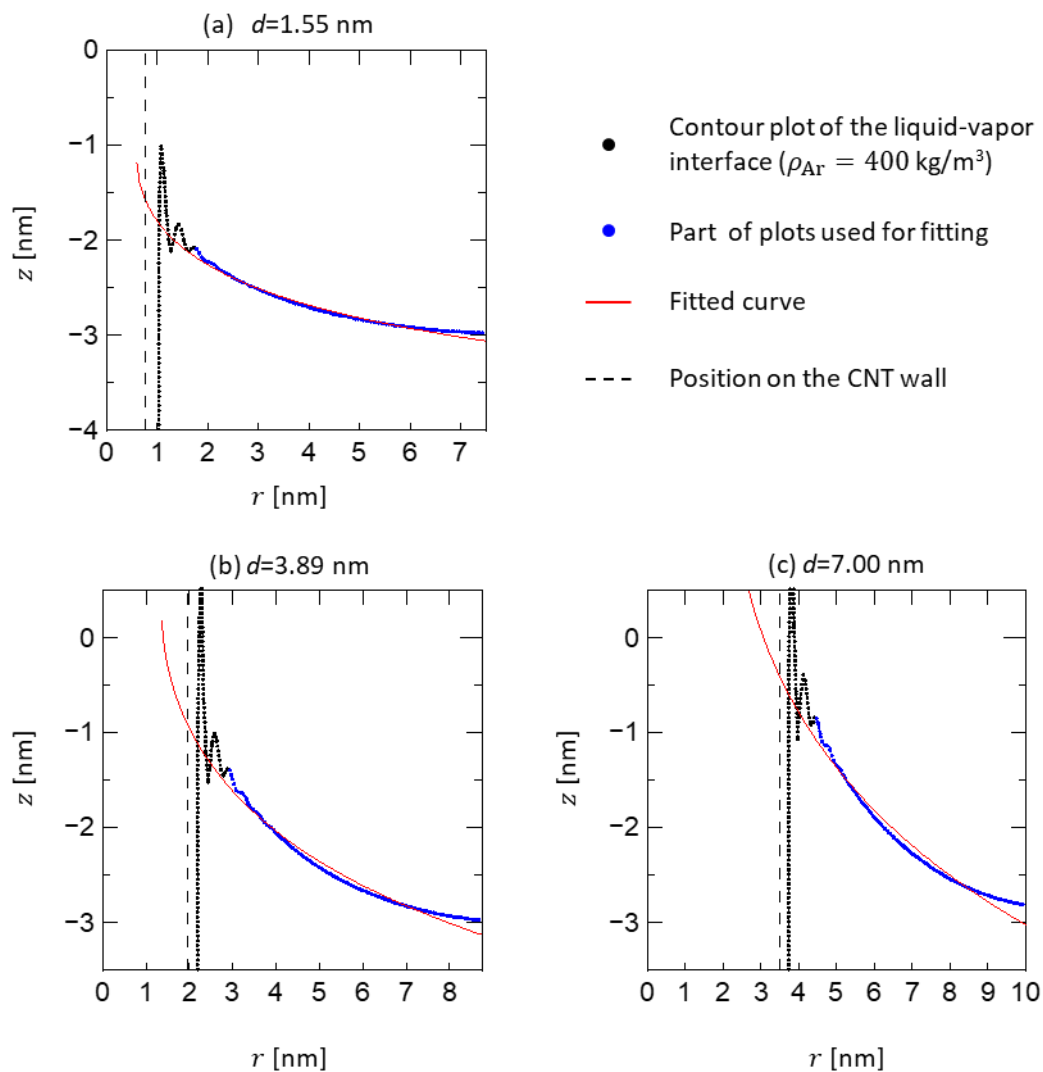 (a) d=1.55 nm
0
−1
−2
−3
−4
z [nm]
0 1 2 3 4 5 6 7
r [nm]
Contour plot of the liquid-vapor
interface (ρAr = 400 kg/m³)
Part of plots used for fitting
Fitted curve
Position on the CNT wall
(b) d=3.89 nm
0
−1
−2
−3
z [nm]
0 1 2 3 4 5 6 7 8
r [nm]
(c) d=7.00 nm
0
−1
−2
−3
z [nm]
0 1 2 3 4 5 6 7 8 9 10
r [nm]